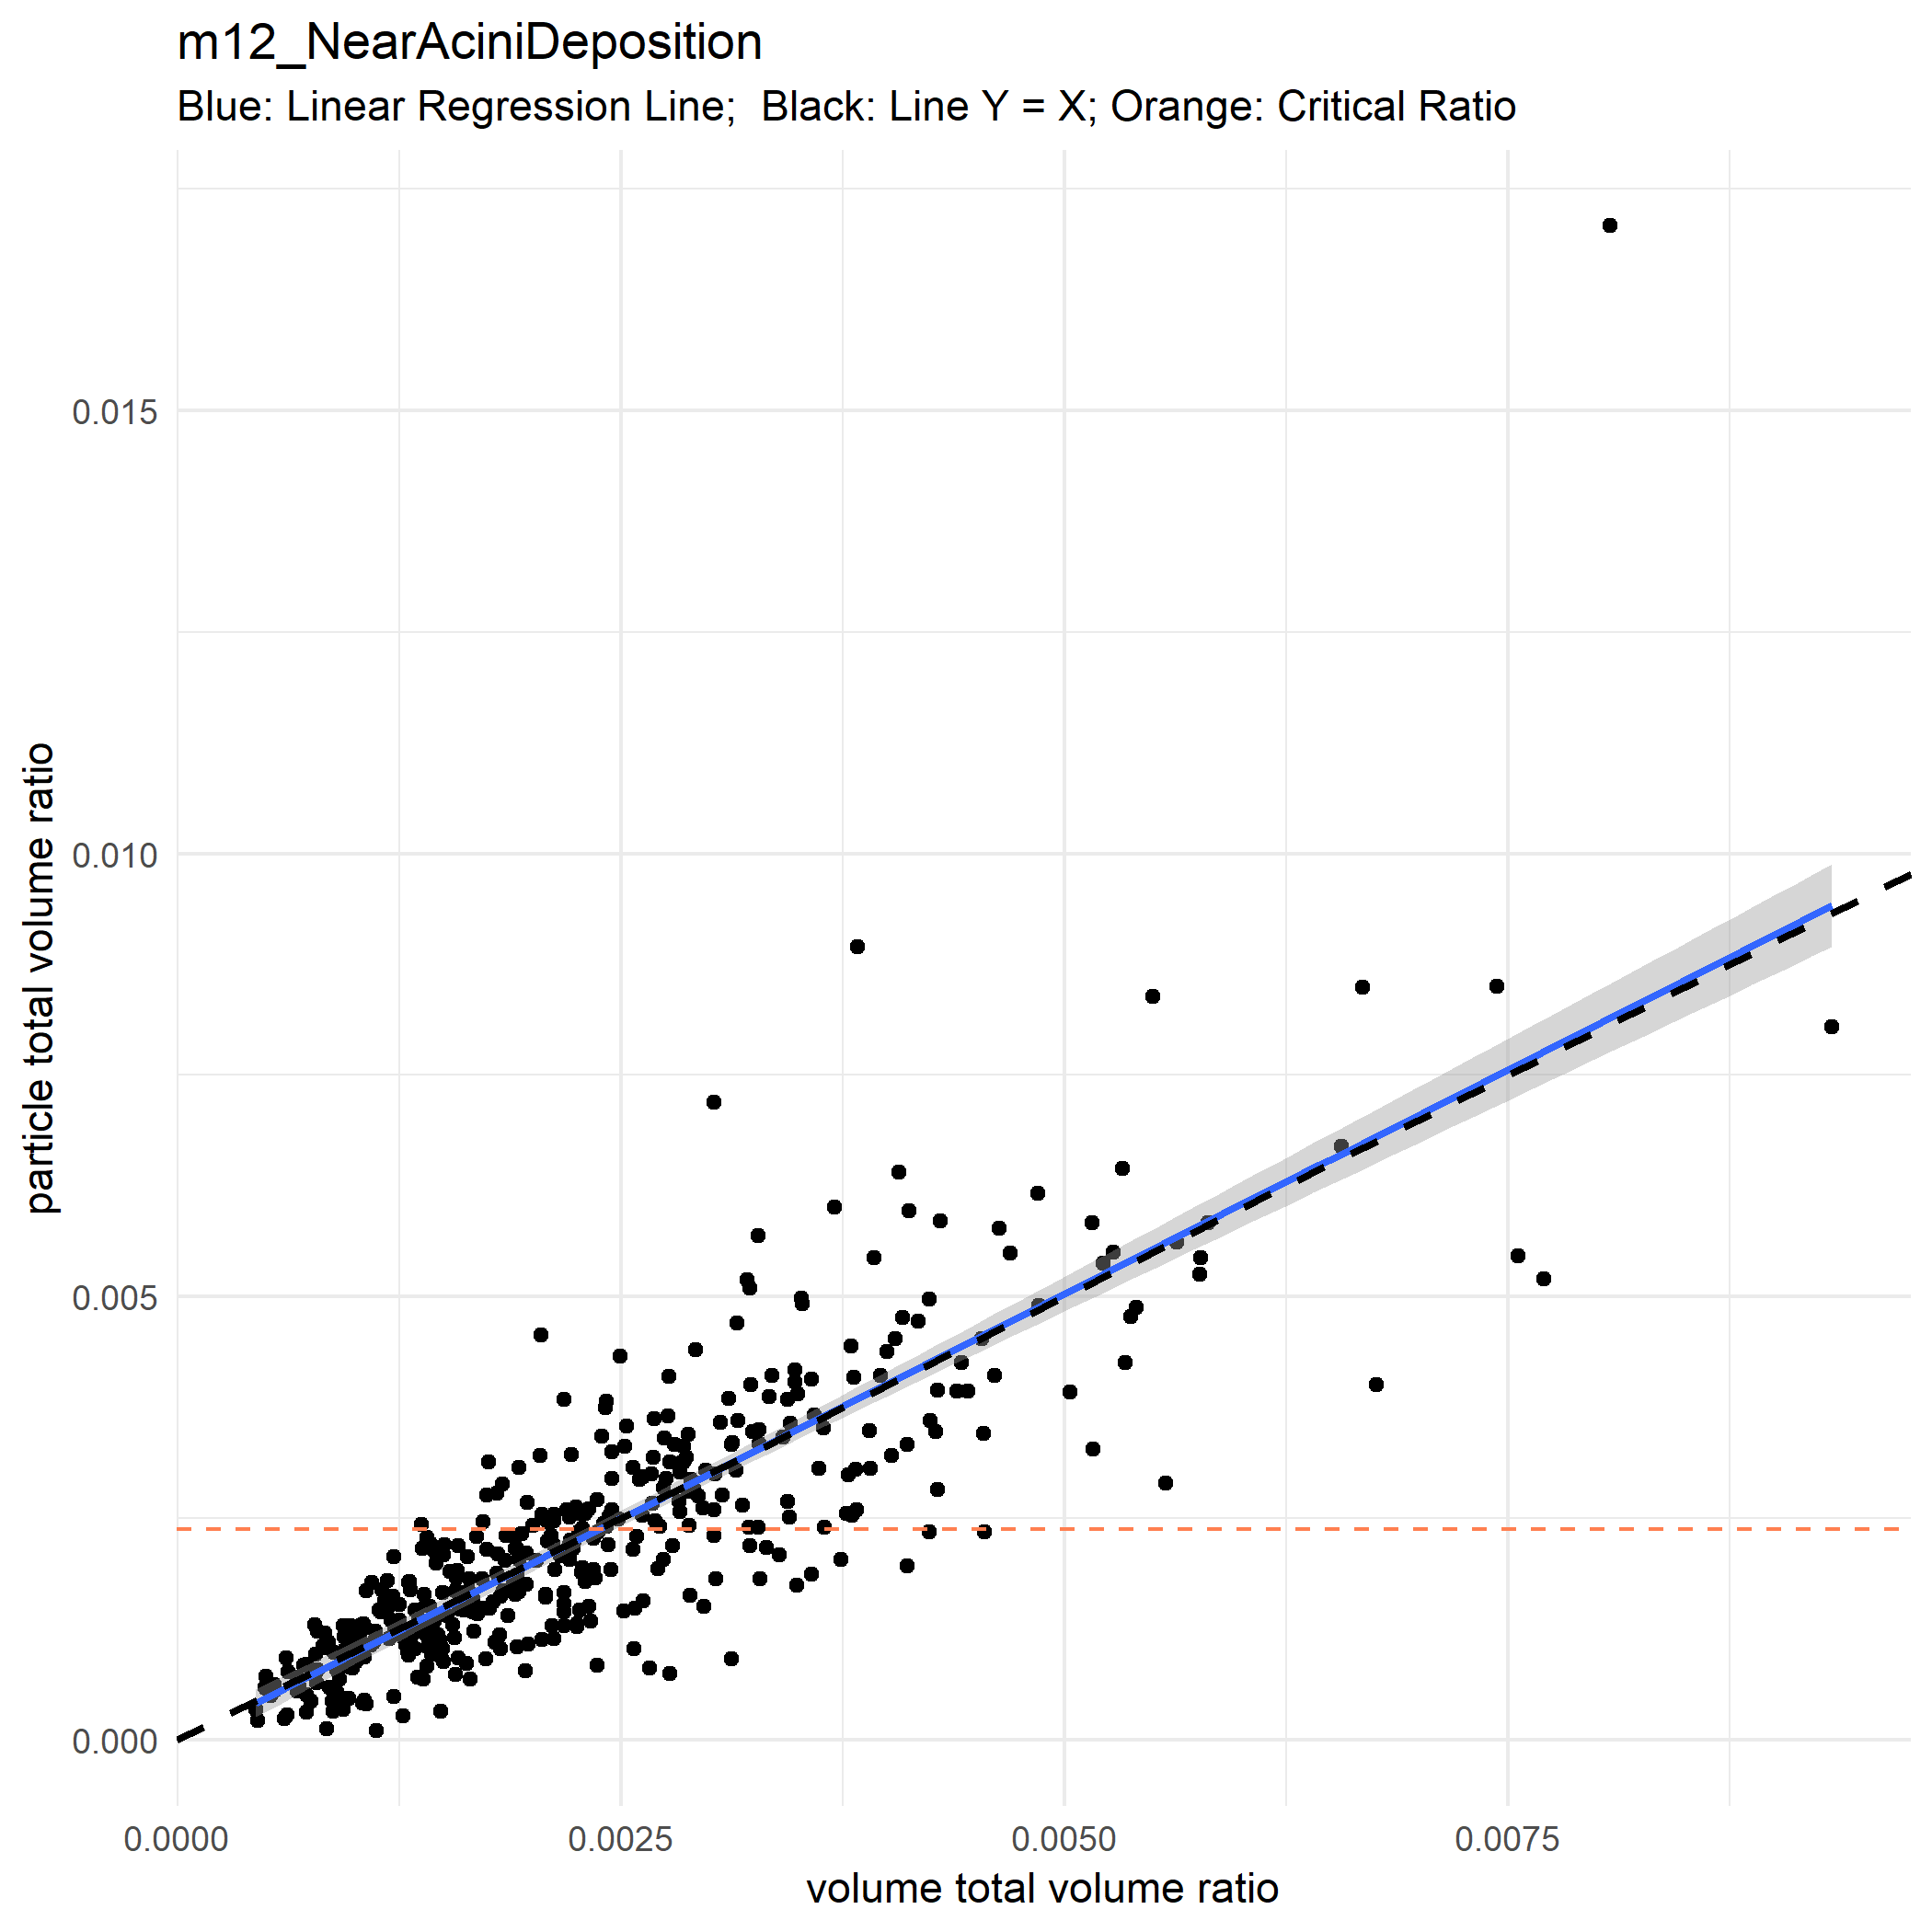 m12_NearAciniDeposition
Blue: Linear Regression Line;  Black: Line Y = X; Orange: Critical Ratio
particle total volume ratio
0.015
0.010
0.005
0.000
0.0000
0.0025
0.0050
0.0075
volume total volume ratio